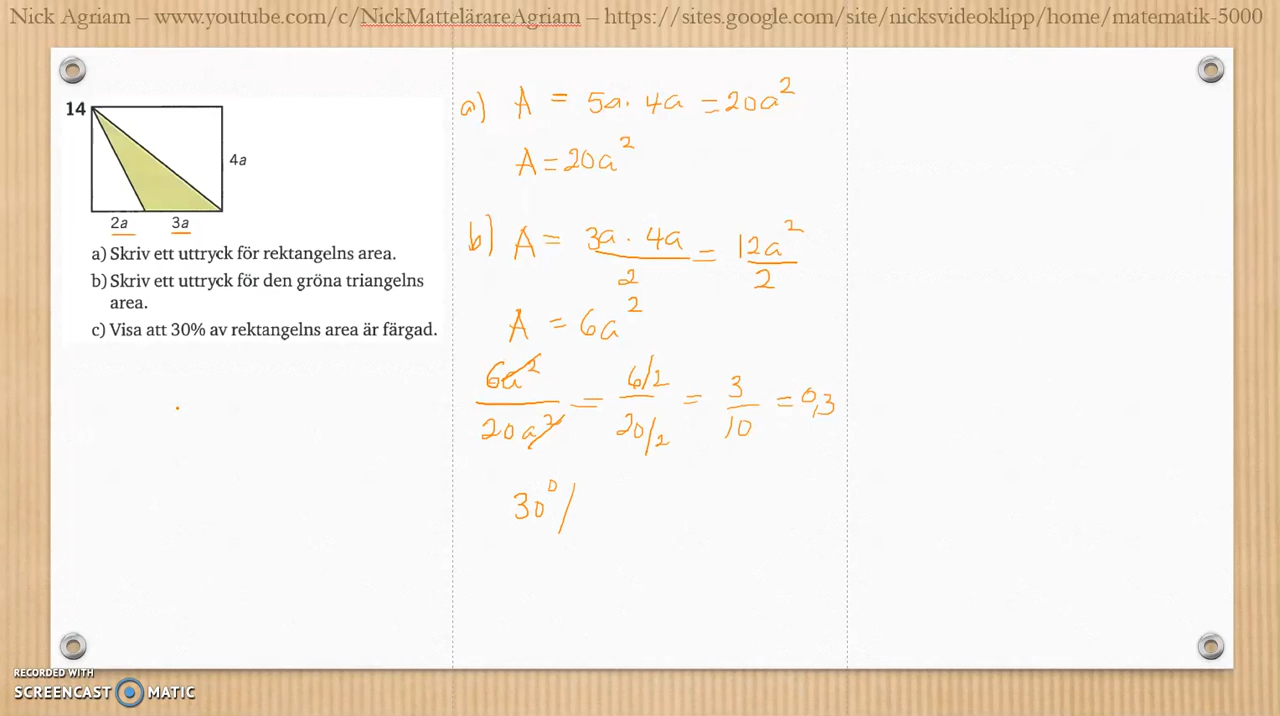 Nick Agriam – www.youtube.com/c/NickMattelärareAgriam – https://sites.google.com/site/nicksvideoklipp/home/matematik-5000
14
4a
2a 3a
a) Skriv ett uttryck för rektangelns area.
b) Skriv ett uttryck för den gröna triangelns
area.
c) Visa att 30% av rektangelns area är färgad.
a) A = 5a · 4a = 20a²
A = 20a²
b) A = 3a · 4a / 2 = 12a² / 2
A = 6a²
6a² / 20a² = 6/2 / 20/2 = 3 / 10 = 0,3
30°/
RECORDED WITH
SCREENCAST MATIC